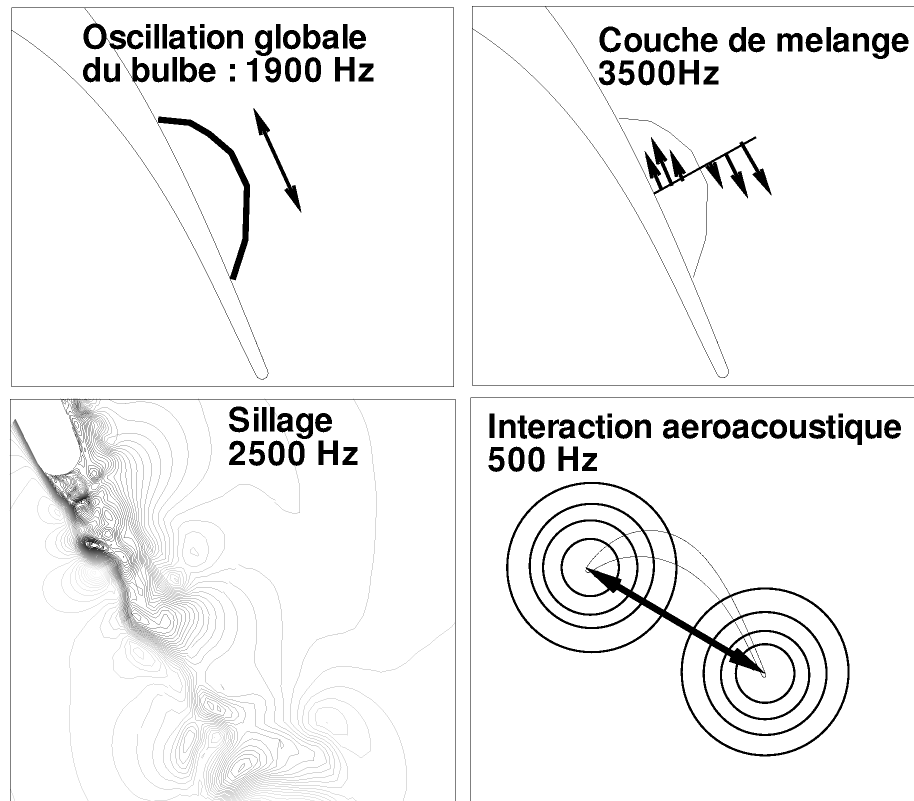 Oscillation globale
du bulbe : 1900 Hz
Couche de melange
3500Hz
Sillage
2500 Hz
Interaction aeroacoustique
500 Hz